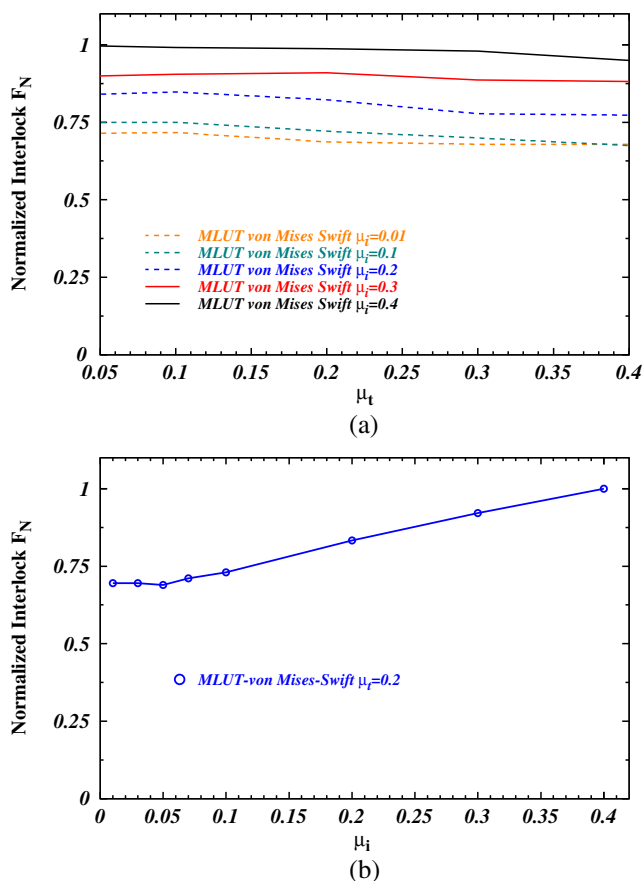 1
0.75
0.5
0.25
0
Normalized Interlock F_N
MLUT von Mises Swift μ_i=0.01
MLUT von Mises Swift μ_i=0.1
MLUT von Mises Swift μ_i=0.2
MLUT von Mises Swift μ_i=0.3
MLUT von Mises Swift μ_i=0.4
0.05 0.1 0.15 0.2 0.25 0.3 0.35 0.4
μ_t
(a)
1
0.75
0.5
0.25
0
Normalized Interlock F_N
MLUT-von Mises-Swift μ_t=0.2
0 0.05 0.1 0.15 0.2 0.25 0.3 0.35 0.4
μ_i
(b)